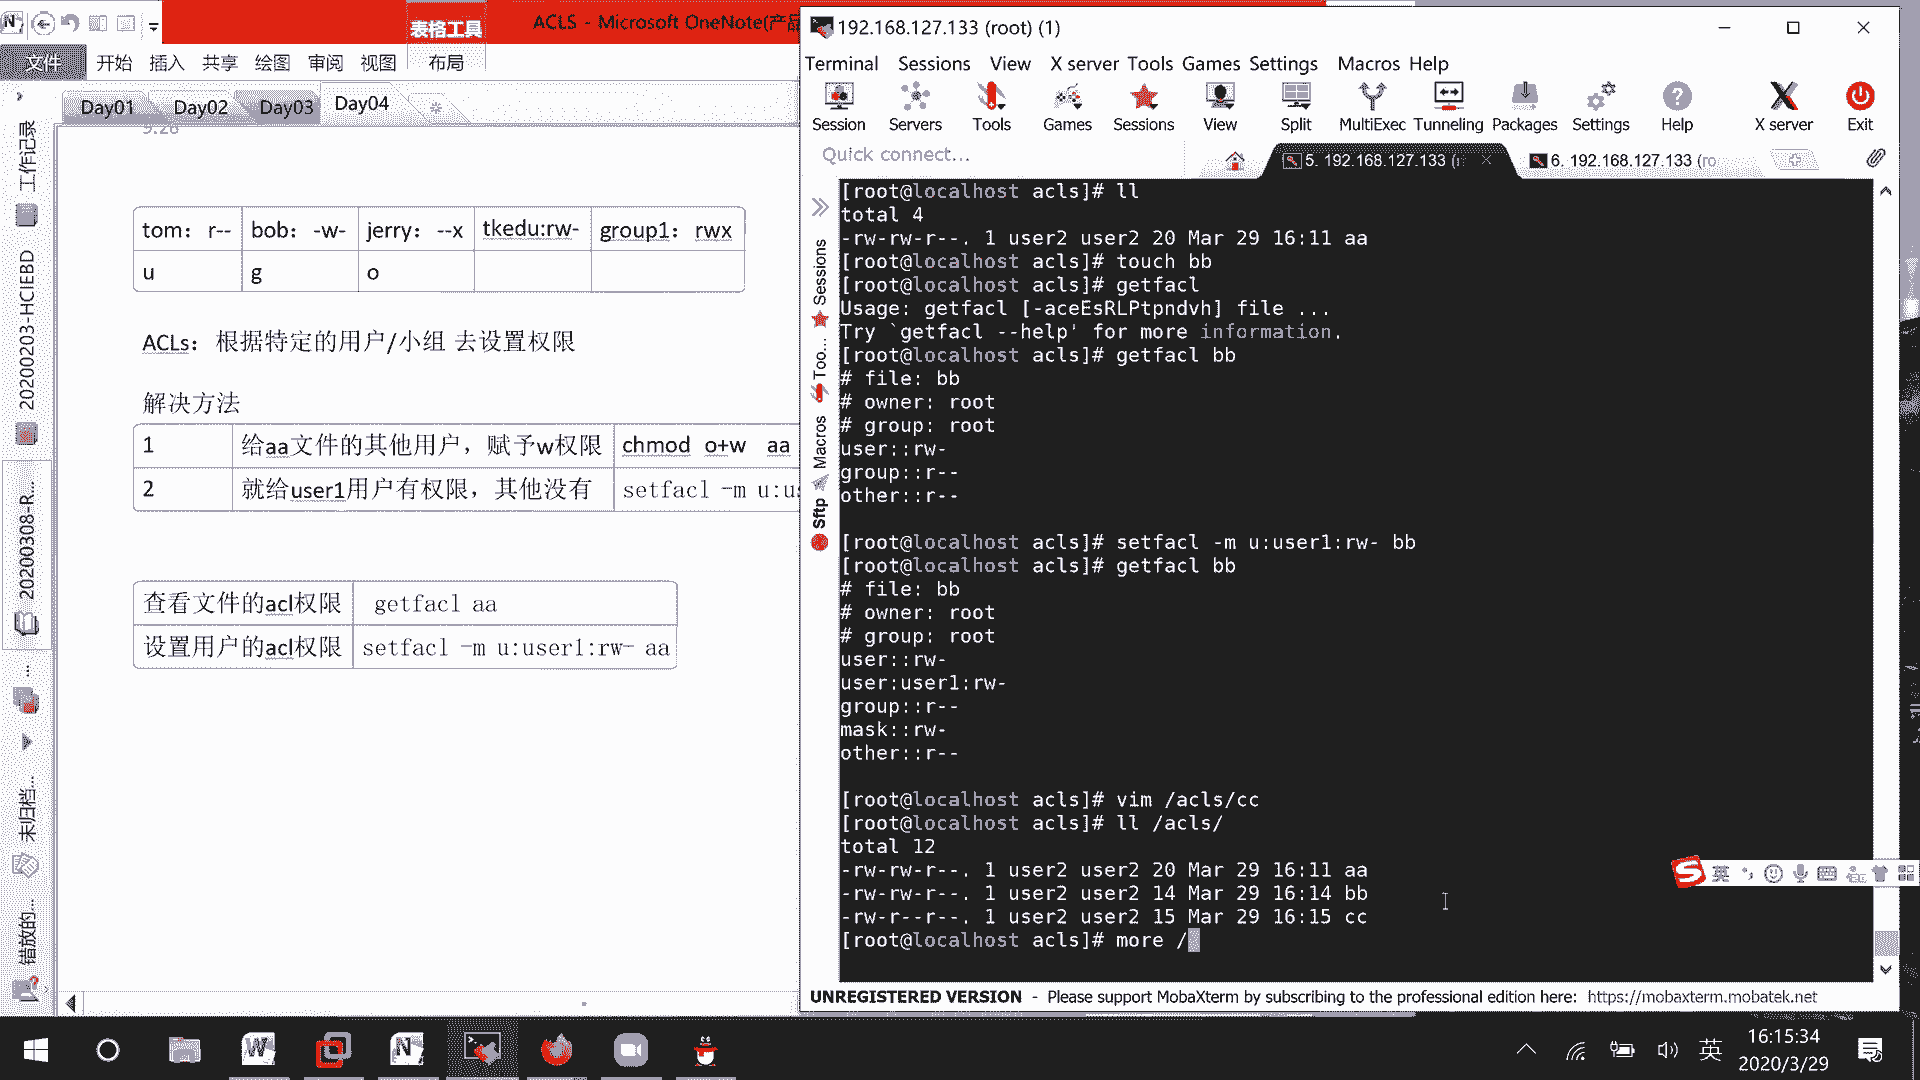 ACLS - Microsoft OneNote(产品
表格工具
文件 开始 插入 共享 绘图 审阅 视图 布局
Day01 Day02 Day03 Day04
工作记录
20200203-HCIEBD
20200308-R...
...
未归档...
错放的...
tom： r-- bob： -w- jerry： --x tkedu:rw- group1： rwx
u g o
ACLs： 根据特定的用户/小组 去设置权限
解决方法
1 给aa文件的其他用户，赋予w权限 chmod o+w aa
2 就给user1用户有权限，其他没有 setfacl -m u:us
查看文件的acl权限 getfacl aa
设置用户的acl权限 setfacl -m u:user1:rw- aa
192.168.127.133 (root) (1)
Terminal Sessions View X server Tools Games Settings Macros Help
Session Servers Tools Games Sessions View Split MultiExec Tunneling Packages Settings Help X server Exit
Quick connect...
5. 192.168.127.133 (r
6. 192.168.127.133 (ro
Sessions
Too...
Macros
Sftp
[root@localhost acls]# ll
total 4
-rw-rw-r--. 1 user2 user2 20 Mar 29 16:11 aa
[root@localhost acls]# touch bb
[root@localhost acls]# getfacl
Usage: getfacl [-aceEsRLPtpndvh] file ...
Try `getfacl --help' for more information.
[root@localhost acls]# getfacl bb
# file: bb
# owner: root
# group: root
user::rw-
group::r--
other::r--
[root@localhost acls]# setfacl -m u:user1:rw- bb
[root@localhost acls]# getfacl bb
# file: bb
# owner: root
# group: root
user::rw-
user:user1:rw-
group::r--
mask::rw-
other::r--
[root@localhost acls]# vim /acls/cc
[root@localhost acls]# ll /acls/
total 12
-rw-rw-r--. 1 user2 user2 20 Mar 29 16:11 aa
-rw-rw-r--. 1 user2 user2 14 Mar 29 16:14 bb
-rw-r--r--. 1 user2 user2 15 Mar 29 16:15 cc
[root@localhost acls]# more /
英
UNREGISTERED VERSION - Please support MobaXterm by subscribing to the professional edition here: https://mobaxterm.mobatek.net
英
16:15:34
2020/3/29